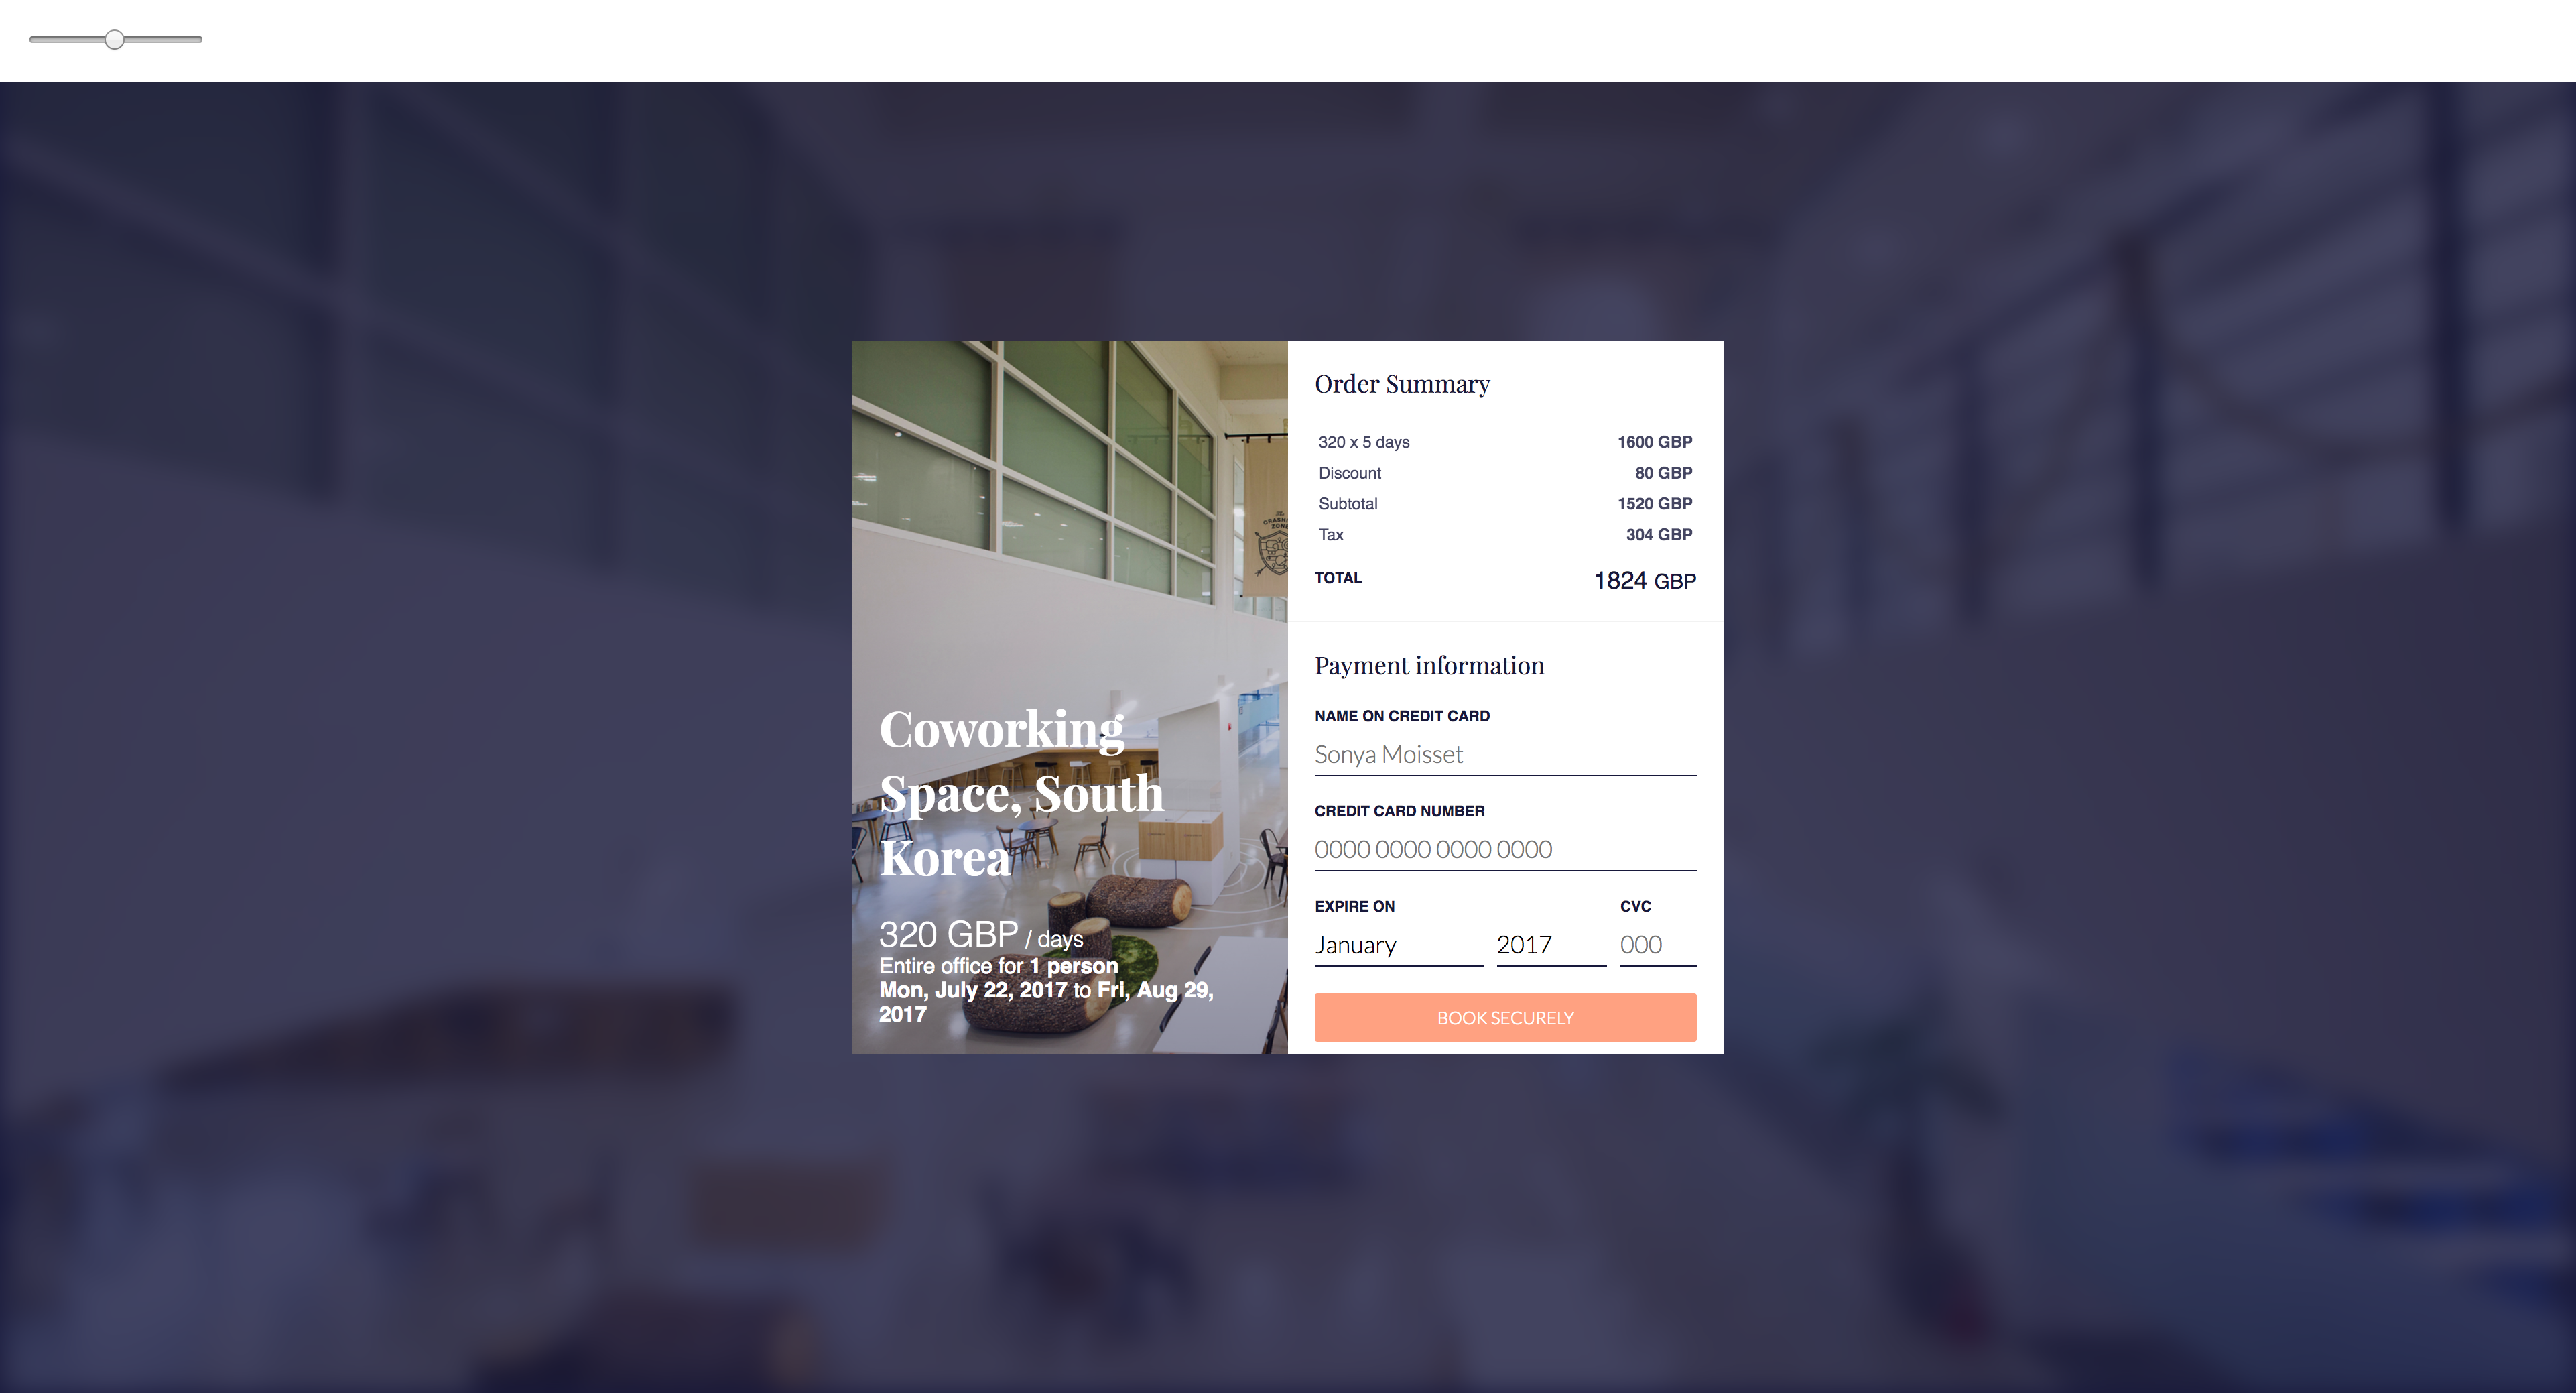 CRASH
ZONE
Coworking
Space, South
Korea
320 GBP / days
Entire office for 1 person
Mon, July 22, 2017 to Fri, Aug 29,
2017
Order Summary
320 x 5 days 1600 GBP
Discount 80 GBP
Subtotal 1520 GBP
Tax 304 GBP
TOTAL 1824 GBP
Payment information
NAME ON CREDIT CARD
Sonya Moisset
CREDIT CARD NUMBER
0000 0000 0000 0000
EXPIRE ON CVC
January 2017 000
BOOK SECURELY